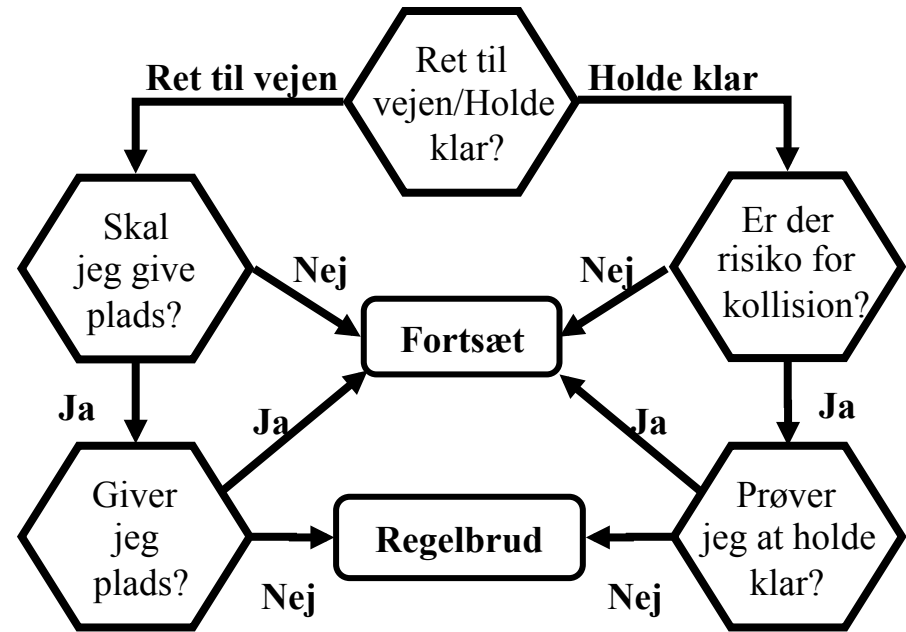 Ret til
vejen/Holde
klar?
Ret til vejen
Holde klar
Skal
jeg give
plads?
Er der
risiko for
kollision?
Nej
Nej
Fortsæt
Ja
Ja
Ja
Ja
Giver
jeg
plads?
Regelbrud
Prøver
jeg at holde
klar?
Nej
Nej